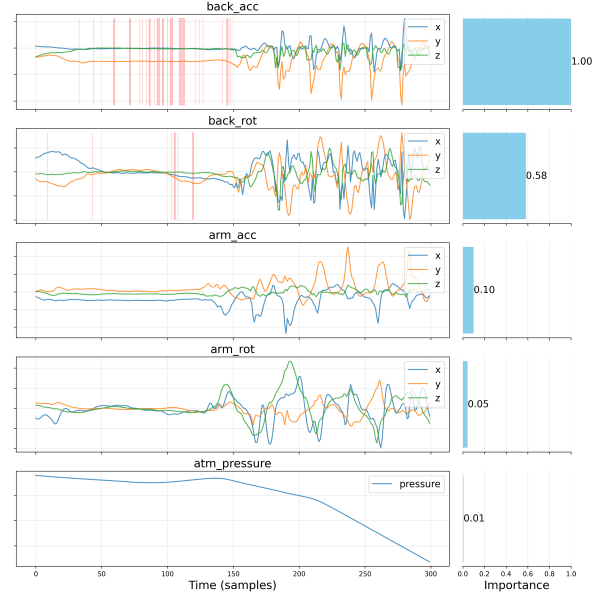 back_acc
x
y
z
1.00
back_rot
x
y
z
0.58
arm_acc
x
y
z
0.10
arm_rot
x
y
z
0.05
atm_pressure
pressure
0.01
0 50 100 150 200 250 300
0.0 0.2 0.4 0.6 0.8 1.0
Time (samples)
Importance